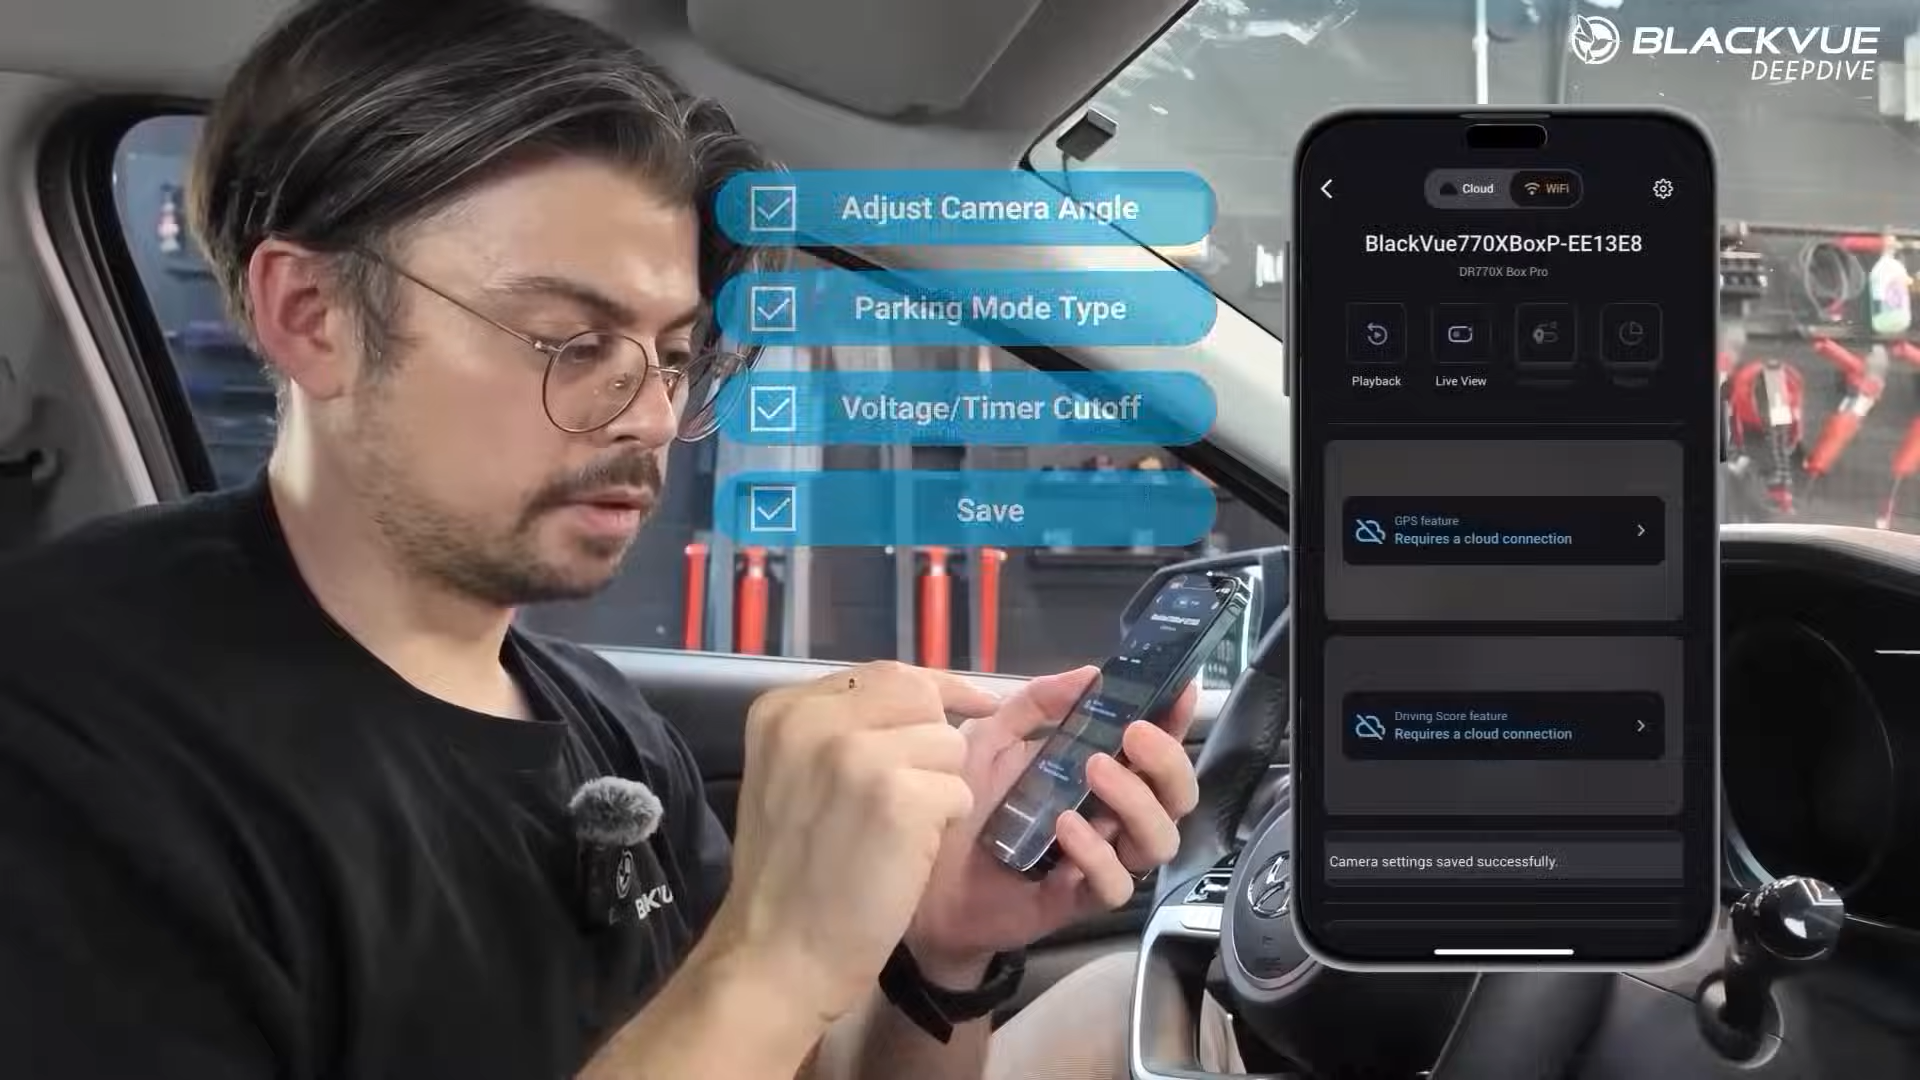 BLACKVUE
DEEPDIVE
Adjust Camera Angle
Parking Mode Type
Voltage/Timer Cutoff
Save
Cloud
WiFi
BlackVue770XBoxP-EE13E8
DR770X Box Pro
Playback
Live View
GPS feature
Requires a cloud connection
Driving Score feature
Requires a cloud connection
Camera settings saved successfully.